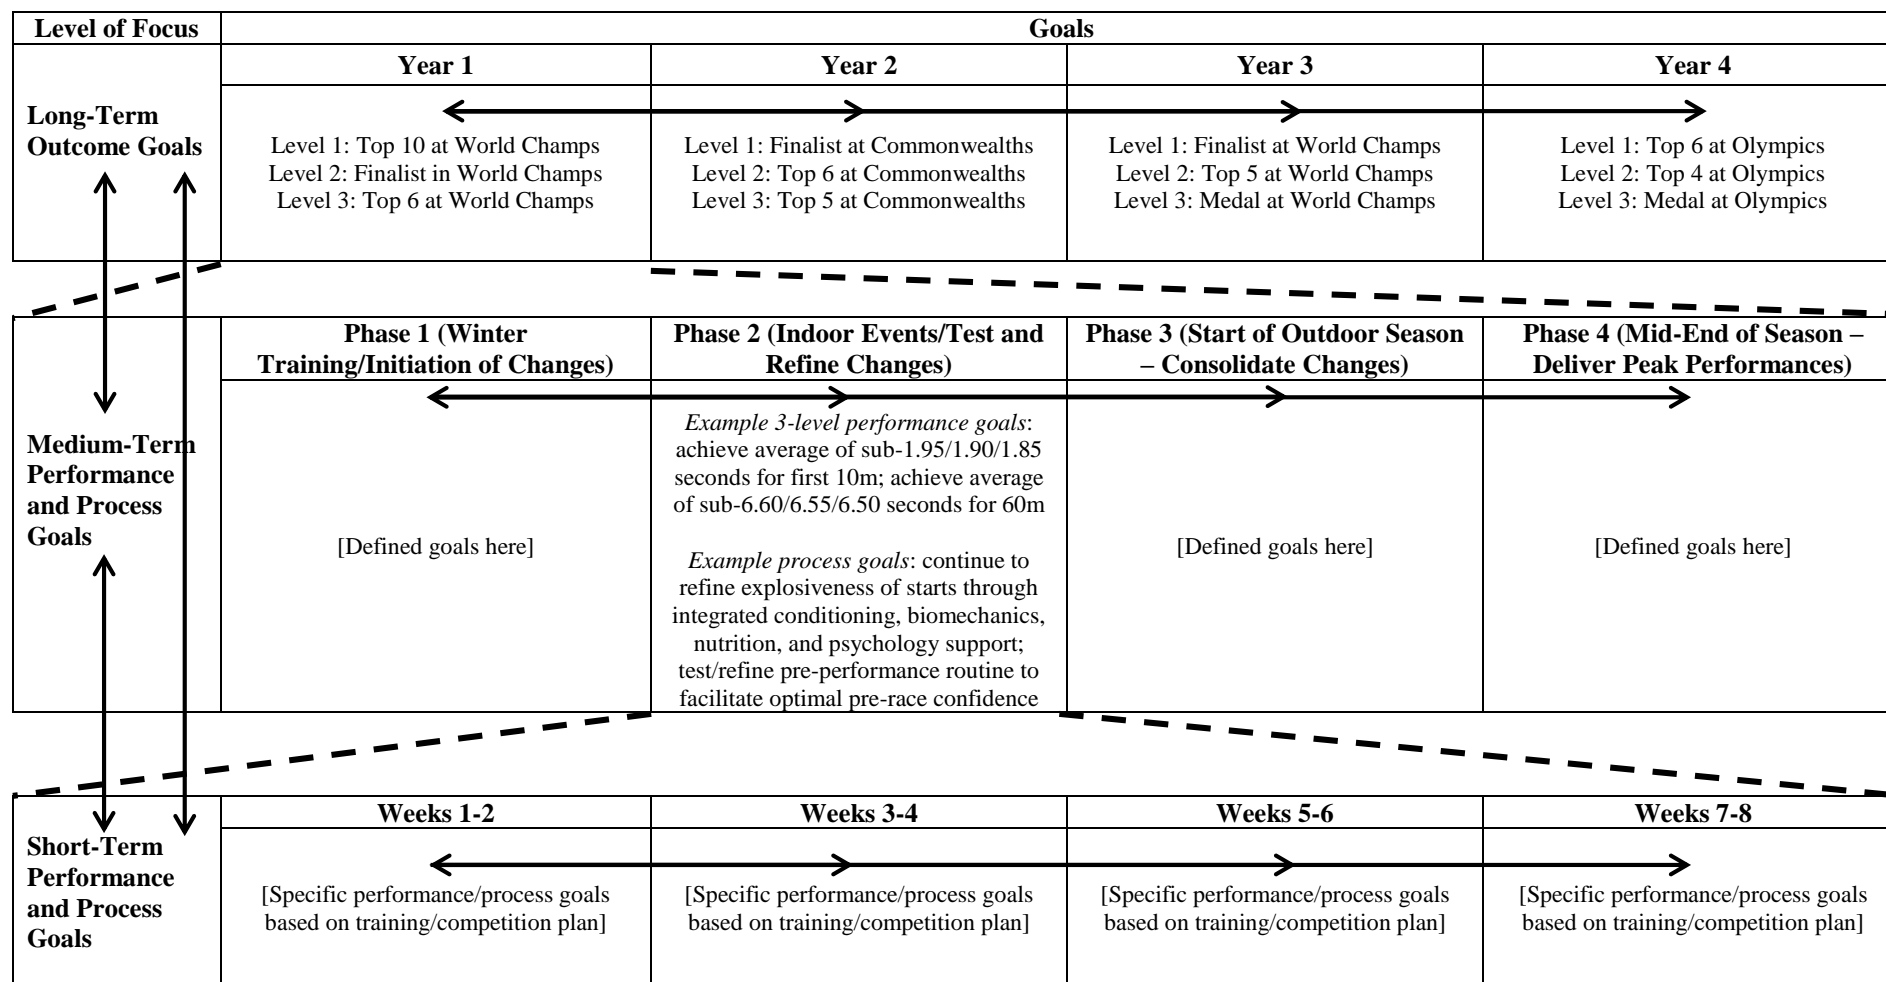 Level of Focus
Goals
Year 1
Year 2
Year 3
Year 4
Long-Term
Outcome Goals
Level 1: Top 10 at World Champs
Level 2: Finalist in World Champs
Level 3: Top 6 at World Champs
Level 1: Finalist at Commonwealths
Level 2: Top 6 at Commonwealths
Level 3: Top 5 at Commonwealths
Level 1: Finalist at World Champs
Level 2: Top 5 at World Champs
Level 3: Medal at World Champs
Level 1: Top 6 at Olympics
Level 2: Top 4 at Olympics
Level 3: Medal at Olympics
Phase 1 (Winter
Training/Initiation of Changes)
Phase 2 (Indoor Events/Test and
Refine Changes)
Phase 3 (Start of Outdoor Season
– Consolidate Changes)
Phase 4 (Mid-End of Season –
Deliver Peak Performances)
Medium-Term
Performance
and Process
Goals
[Defined goals here]
Example 3-level performance goals:
achieve average of sub-1.95/1.90/1.85
seconds for first 10m; achieve average
of sub-6.60/6.55/6.50 seconds for 60m
Example process goals: continue to
refine explosiveness of starts through
integrated conditioning, biomechanics,
nutrition, and psychology support;
test/refine pre-performance routine to
facilitate optimal pre-race confidence
[Defined goals here]
[Defined goals here]
Weeks 1-2
Weeks 3-4
Weeks 5-6
Weeks 7-8
Short-Term
Performance
and Process
Goals
[Specific performance/process goals
based on training/competition plan]
[Specific performance/process goals
based on training/competition plan]
[Specific performance/process goals
based on training/competition plan]
[Specific performance/process goals
based on training/competition plan]